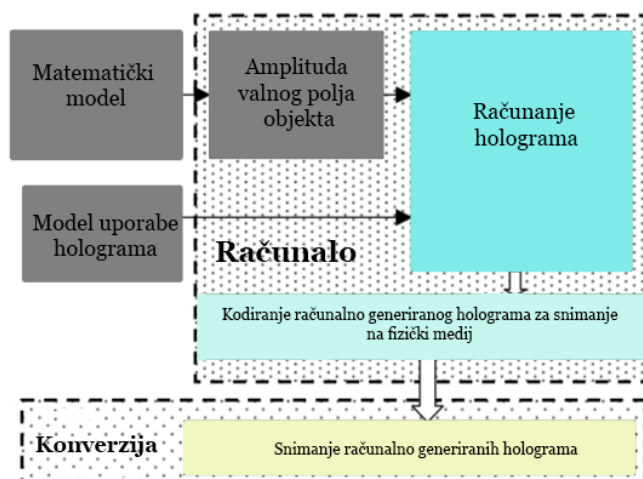 Matematički
model
Amplituda
valnog polja
objekta
Računanje
holograma
Model uporabe
holograma
Računalo
Kodiranje računalno generiranog holograma za snimanje
na fizički medij
Konverzija
Snimanje računalno generiranih holograma